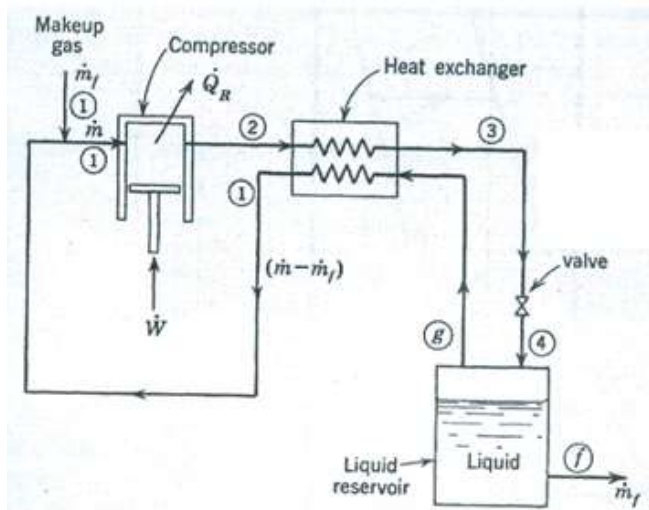 Makeup
gas
ṁf
①
ṁ
①
Compressor
Q̇R
Ẇ
②
Heat exchanger
①
③
(ṁ − ṁf)
valve
④
g
Liquid
reservoir
Liquid
f
ṁf